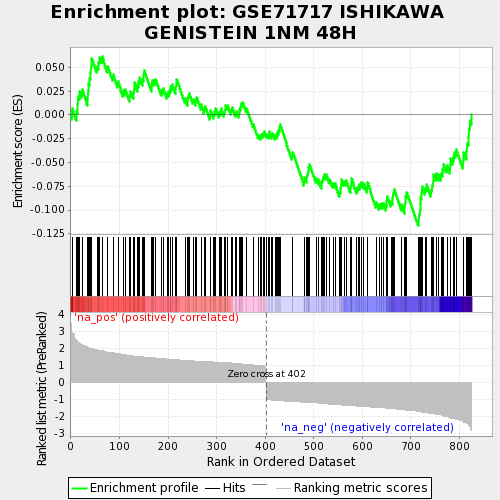 Enrichment plot: GSE71717 ISHIKAWA
GENISTEIN 1NM 48H
Enrichment score (ES)
0.050
0.025
0.000
-0.025
-0.050
-0.075
-0.100
-0.125
'na_pos' (positively correlated)
Ranked list metric (PreRanked)
4
3
2
1
0
-1
-2
-3
Zero cross at 402
'na_neg' (negatively correlated)
0
100
200
300
400
500
600
700
800
Rank in Ordered Dataset
Enrichment profile
Hits
Ranking metric scores